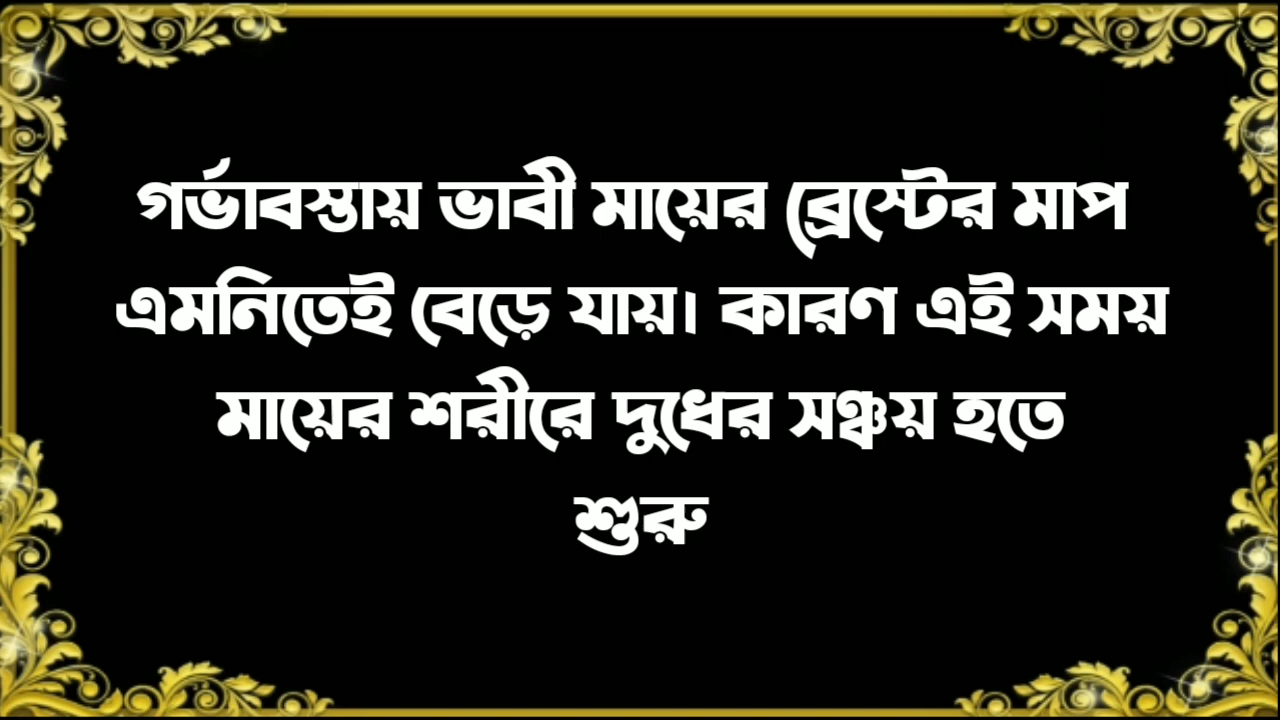 গর্ভাবস্তায় ভাবী মায়ের ব্রেস্টের মাপ
এমনিতেই বেড়ে যায়। কারণ এই সময়
মায়ের শরীরে দুধের সঞ্চয় হতে
শুরু